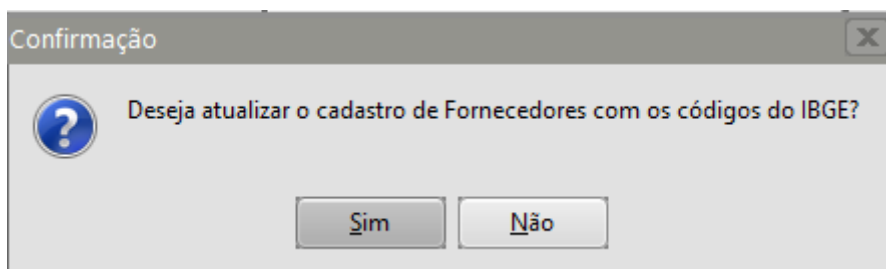 Confirmação
Deseja atualizar o cadastro de Fornecedores com os códigos do IBGE?
Sim
Não